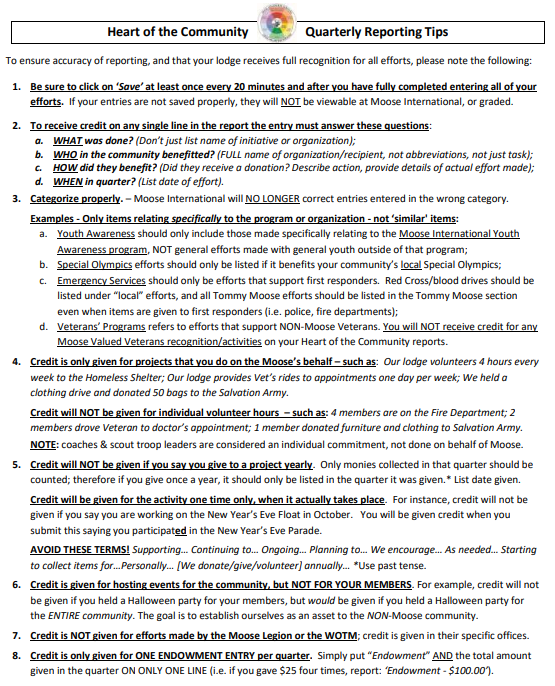 Heart of the Community Quarterly Reporting Tips
To ensure accuracy of reporting, and that your lodge receives full recognition for all efforts, please note the following:
1. Be sure to click on ‘Save’ at least once every 20 minutes and after you have fully completed entering all of your
efforts. If your entries are not saved properly, they will NOT be viewable at Moose International, or graded.
2. To receive credit on any single line in the report the entry must answer these questions:
a. WHAT was done? (Don’t just list name of initiative or organization);
b. WHO in the community benefitted? (FULL name of organization/recipient, not abbreviations, not just task);
c. HOW did they benefit? (Did they receive a donation? Describe action, provide details of actual effort made);
d. WHEN in quarter? (List date of effort).
3. Categorize properly. – Moose International will NO LONGER correct entries entered in the wrong category.
Examples - Only items relating specifically to the program or organization - not ‘similar' items:
a. Youth Awareness should only include those made specifically relating to the Moose International Youth
Awareness program, NOT general efforts made with general youth outside of that program;
b. Special Olympics efforts should only be listed if it benefits your community’s local Special Olympics;
c. Emergency Services should only be efforts that support first responders. Red Cross/blood drives should be
listed under “local” efforts, and all Tommy Moose efforts should be listed in the Tommy Moose section
even when items are given to first responders (i.e. police, fire departments);
d. Veterans’ Programs refers to efforts that support NON-Moose Veterans. You will NOT receive credit for any
Moose Valued Veterans recognition/activities on your Heart of the Community reports.
4. Credit is only given for projects that you do on the Moose’s behalf – such as: Our lodge volunteers 4 hours every
week to the Homeless Shelter; Our lodge provides Vet’s rides to appointments one day per week; We held a
clothing drive and donated 50 bags to the Salvation Army.
Credit will NOT be given for individual volunteer hours – such as: 4 members are on the Fire Department; 2
members drove Veteran to doctor’s appointment; 1 member donated furniture and clothing to Salvation Army.
NOTE: coaches & scout troop leaders are considered an individual commitment, not done on behalf of Moose.
5. Credit will NOT be given if you say you give to a project yearly. Only monies collected in that quarter should be
counted; therefore if you give once a year, it should only be listed in the quarter it was given.* List date given.
Credit will be given for the activity one time only, when it actually takes place. For instance, credit will not be
given if you say you are working on the New Year’s Eve Float in October. You will be given credit when you
submit this saying you participated in the New Year’s Eve Parade.
AVOID THESE TERMS! Supporting… Continuing to… Ongoing… Planning to… We encourage… As needed… Starting
to collect items for…Personally… [We donate/give/volunteer] annually… *Use past tense.
6. Credit is given for hosting events for the community, but NOT FOR YOUR MEMBERS. For example, credit will not
be given if you held a Halloween party for your members, but would be given if you held a Halloween party for
the ENTIRE community. The goal is to establish ourselves as an asset to the NON-Moose community.
7. Credit is NOT given for efforts made by the Moose Legion or the WOTM; credit is given in their specific offices.
8. Credit is only given for ONE ENDOWMENT ENTRY per quarter. Simply put “Endowment” AND the total amount
given in the quarter ON ONLY ONE LINE (i.e. if you gave $25 four times, report: ‘Endowment - $100.00’).